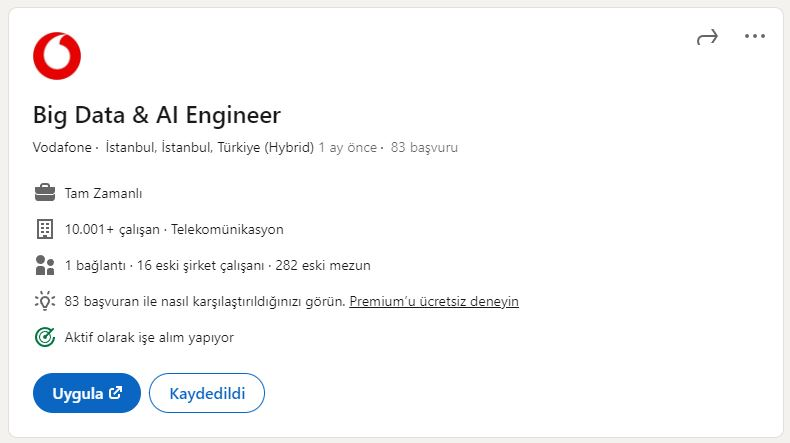 Big Data & AI Engineer
Vodafone · İstanbul, İstanbul, Türkiye (Hybrid) 1 ay önce · 83 başvuru
Tam Zamanlı
10.001+ çalışan · Telekomünikasyon
1 bağlantı · 16 eski şirket çalışanı · 282 eski mezun
83 başvuran ile nasıl karşılaştırıldığınızı görün. Premium'u ücretsiz deneyin
Aktif olarak işe alım yapıyor
Uygula
Kaydedildi